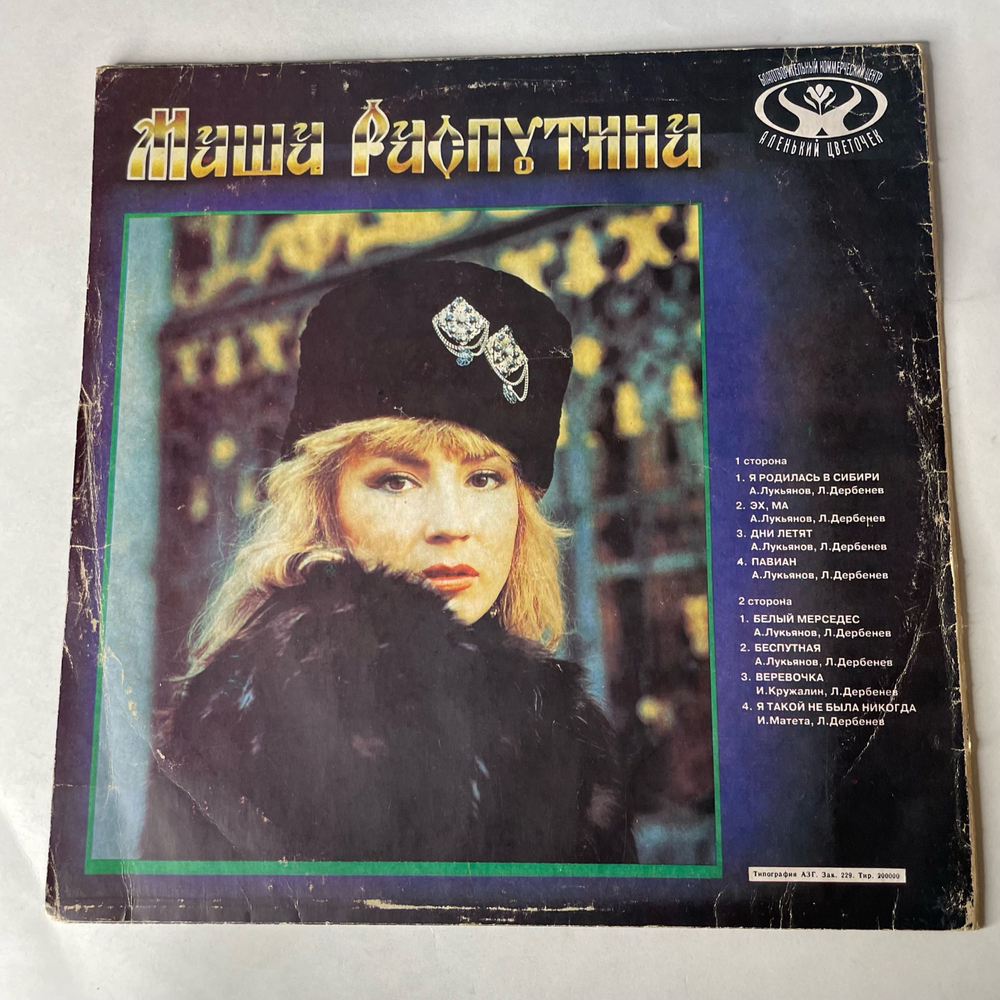 Маша Распутина
БЛАГОТВОРИТЕЛЬНЫЙ КОММЕРЧЕСКИЙ ЦЕНТР
АЛЕНЬКИЙ ЦВЕТОЧЕК
1 сторона
1. Я РОДИЛАСЬ В СИБИРИ
А.Лукьянов, Л.Дербенев
2. ЭХ, МА
А.Лукьянов, Л.Дербенев
3. ДНИ ЛЕТЯТ
А.Лукьянов, Л.Дербенев
4. ПАВИАН
А.Лукьянов, Л.Дербенев
2 сторона
1. БЕЛЫЙ МЕРСЕДЕС
А.Лукьянов, Л.Дербенев
2. БЕСПУТНАЯ
А.Лукьянов, Л.Дербенев
3. ВЕРЕВОЧКА
И.Кружалин, Л.Дербенев
4. Я ТАКОЙ НЕ БЫЛА НИКОГДА
И.Матета, Л.Дербенев
Типография АЗГ. Зак. 229. Тир. 200000